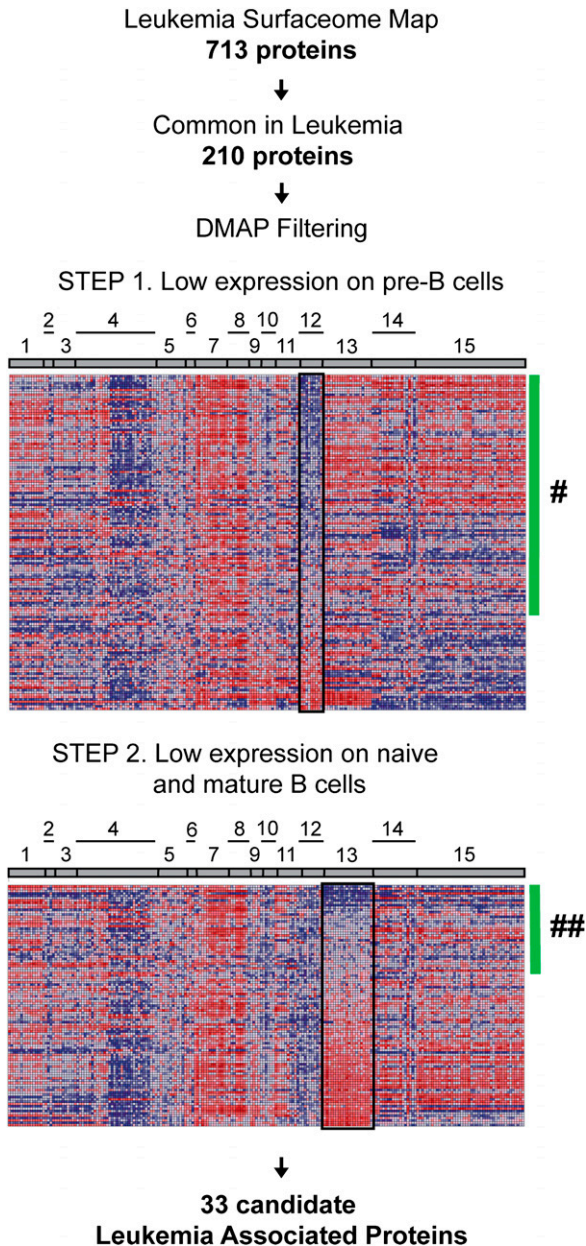 Leukemia Surfaceome Map
713 proteins
Common in Leukemia
210 proteins
DMAP Filtering
STEP 1. Low expression on pre-B cells
2 4 6 8 10 12 14
1 3 5 7 9 11 13 15
#
STEP 2. Low expression on naive
and mature B cells
2 4 6 8 10 12 14
1 3 5 7 9 11 13 15
##
33 candidate
Leukemia Associated Proteins